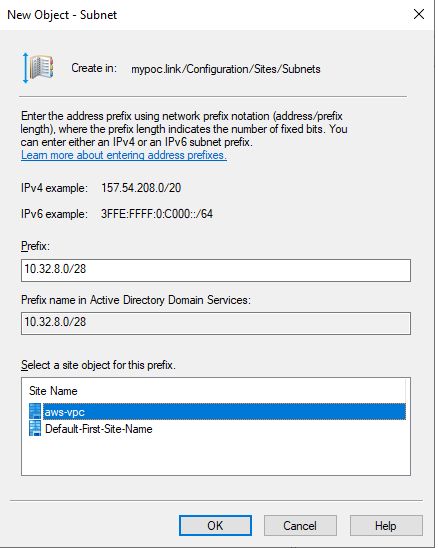 New Object - Subnet
Create in: mypoc.link/Configuration/Sites/Subnets
Enter the address prefix using network prefix notation (address/prefix
length), where the prefix length indicates the number of fixed bits. You
can enter either an IPv4 or an IPv6 subnet prefix.
Learn more about entering address prefixes.
IPv4 example: 157.54.208.0/20
IPv6 example: 3FFE:FFFF:0:C000::/64
Prefix:
10.32.8.0/28
Prefix name in Active Directory Domain Services:
10.32.8.0/28
Select a site object for this prefix.
Site Name
aws-vpc
Default-First-Site-Name
OK Cancel Help